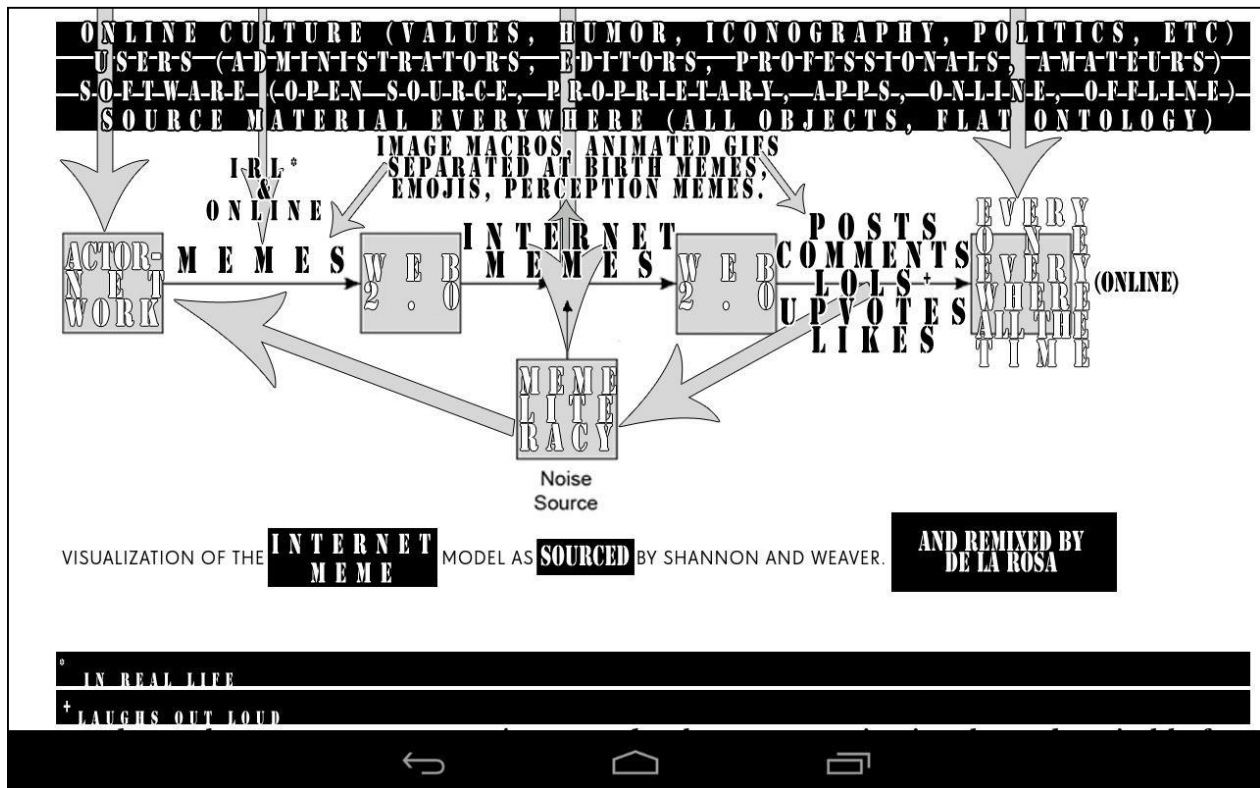 ONLINE CULTURE (VALUES, HUMOR, ICONOGRAPHY, POLITICS, ETC)
USERS (ADMINISTRATORS, EDITORS, PROFESSIONALS, AMATEURS)
SOFTWARE (OPEN SOURCE, PROPRIETARY, APPS, ONLINE, OFFLINE)
SOURCE MATERIAL EVERYWHERE (ALL OBJECTS, FLAT ONTOLOGY)
IMAGE MACROS, ANIMATED GIFS
SEPARATED AT BIRTH MEMES,
EMOJIS, PERCEPTION MEMES.
IRL*
&
ONLINE
ACTOR-
NET
WORK
MEMES
WEB
2.0
INTERNET
MEMES
WEB
2.0
POSTS
COMMENTS
LOLS+
UPVOTES
LIKES
EVERY
ONE
EVERY
WHERE
ALL THE
TIME
(ONLINE)
MEME
LITE
RACY
Noise
Source
VISUALIZATION OF THE INTERNET MEME MODEL AS SOURCED BY SHANNON AND WEAVER. AND REMIXED BY
DE LA ROSA
* IN REAL LIFE
+ LAUGHS OUT LOUD